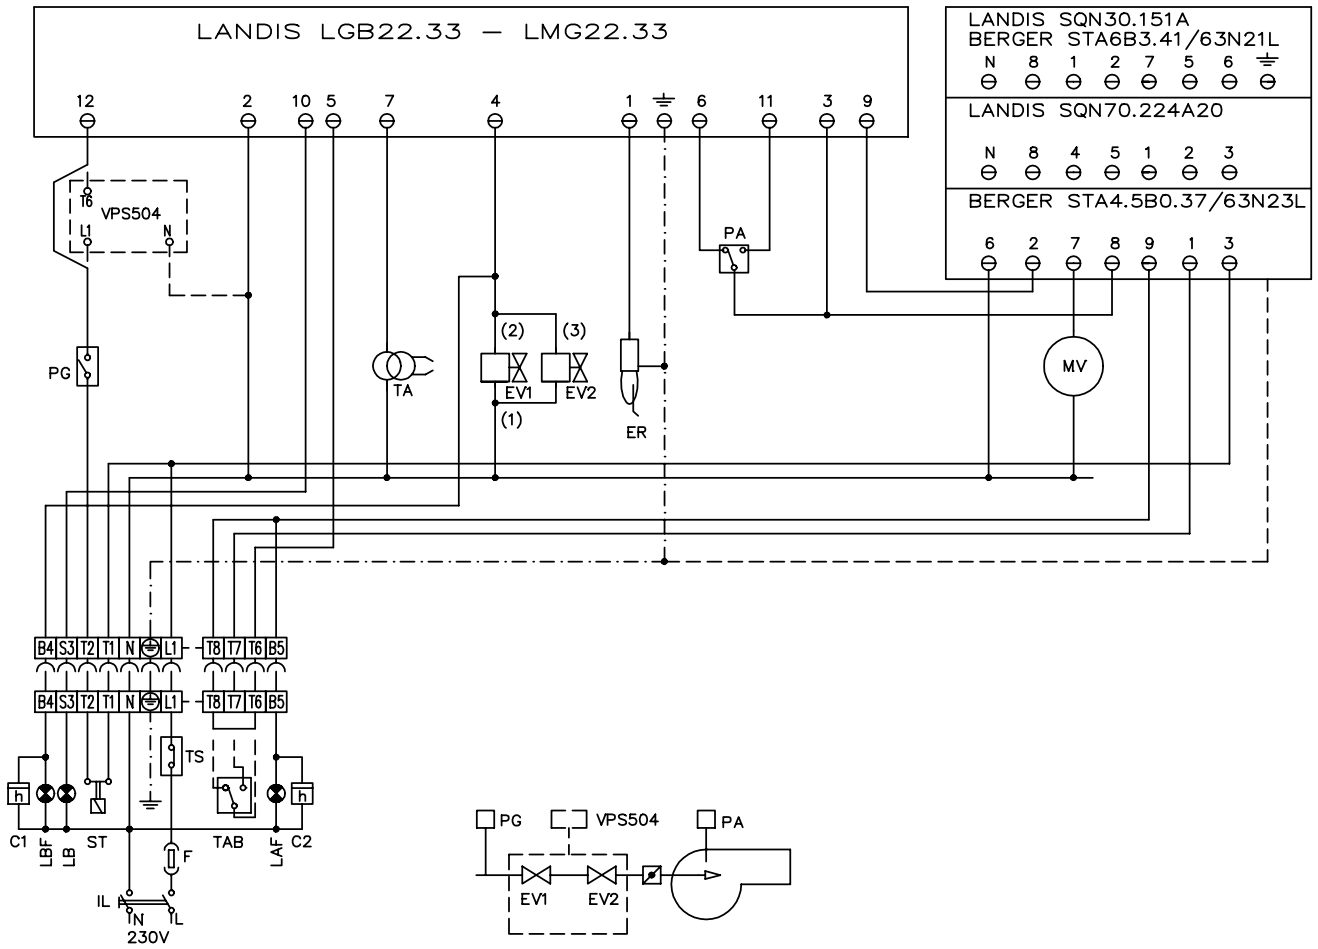 LANDIS LGB22.33 – LMG22.33
12 2 10 5 7 4 1 6 11 3 9
LANDIS SQN30.151A
BERGER STA6B3.41/63N21L
N 8 1 2 7 5 6
LANDIS SQN70.224A20
N 8 4 5 1 2 3
BERGER STA4.5B0.37/63N23L
6 2 7 8 9 1 3
T6
VPS504
L1 N
PA
(2) (3)
PG
TA
EV1 EV2
(1)
ER
MV
B4 S3 T2 T1 N L1 T8 T7 T6 B5
B4 S3 T2 T1 N L1 T8 T7 T6 B5
TS
h h
C1 LBF LB ST TAB LAF C2
F
IL
N L
230V
PG VPS504 PA
EV1 EV2